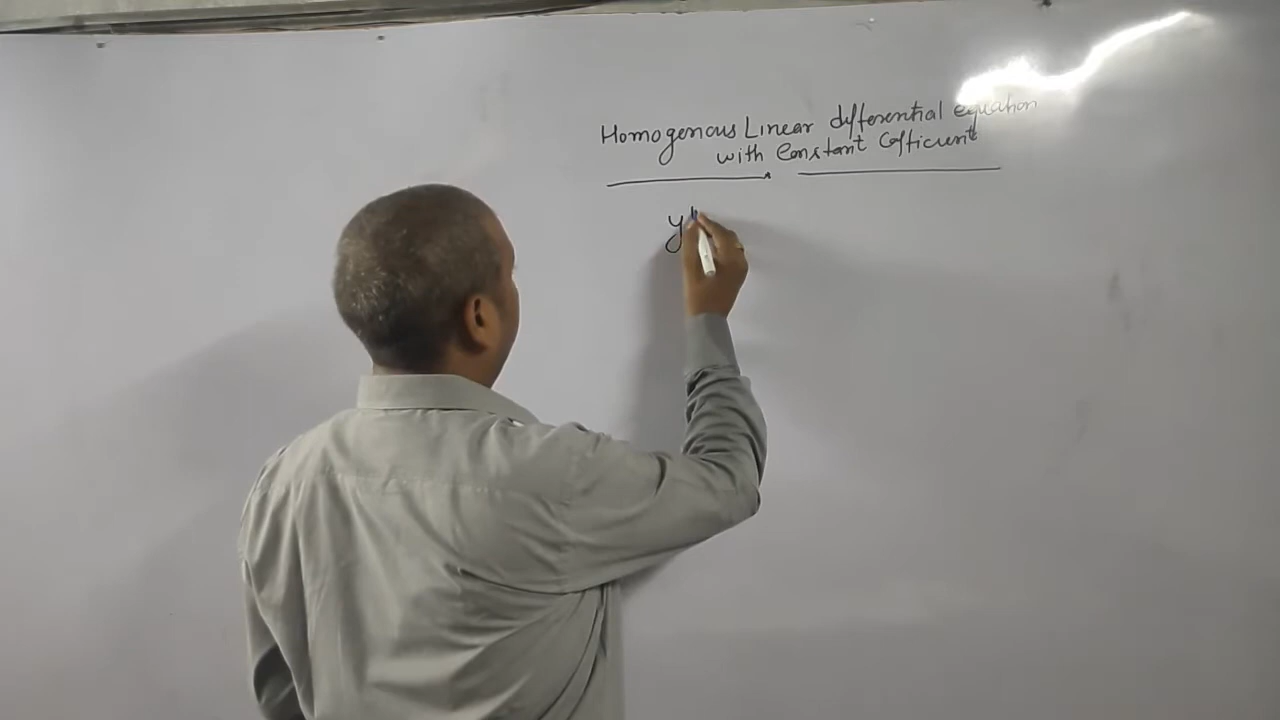 Homogenous Linear differential equation
with Constant Cofficient
y"